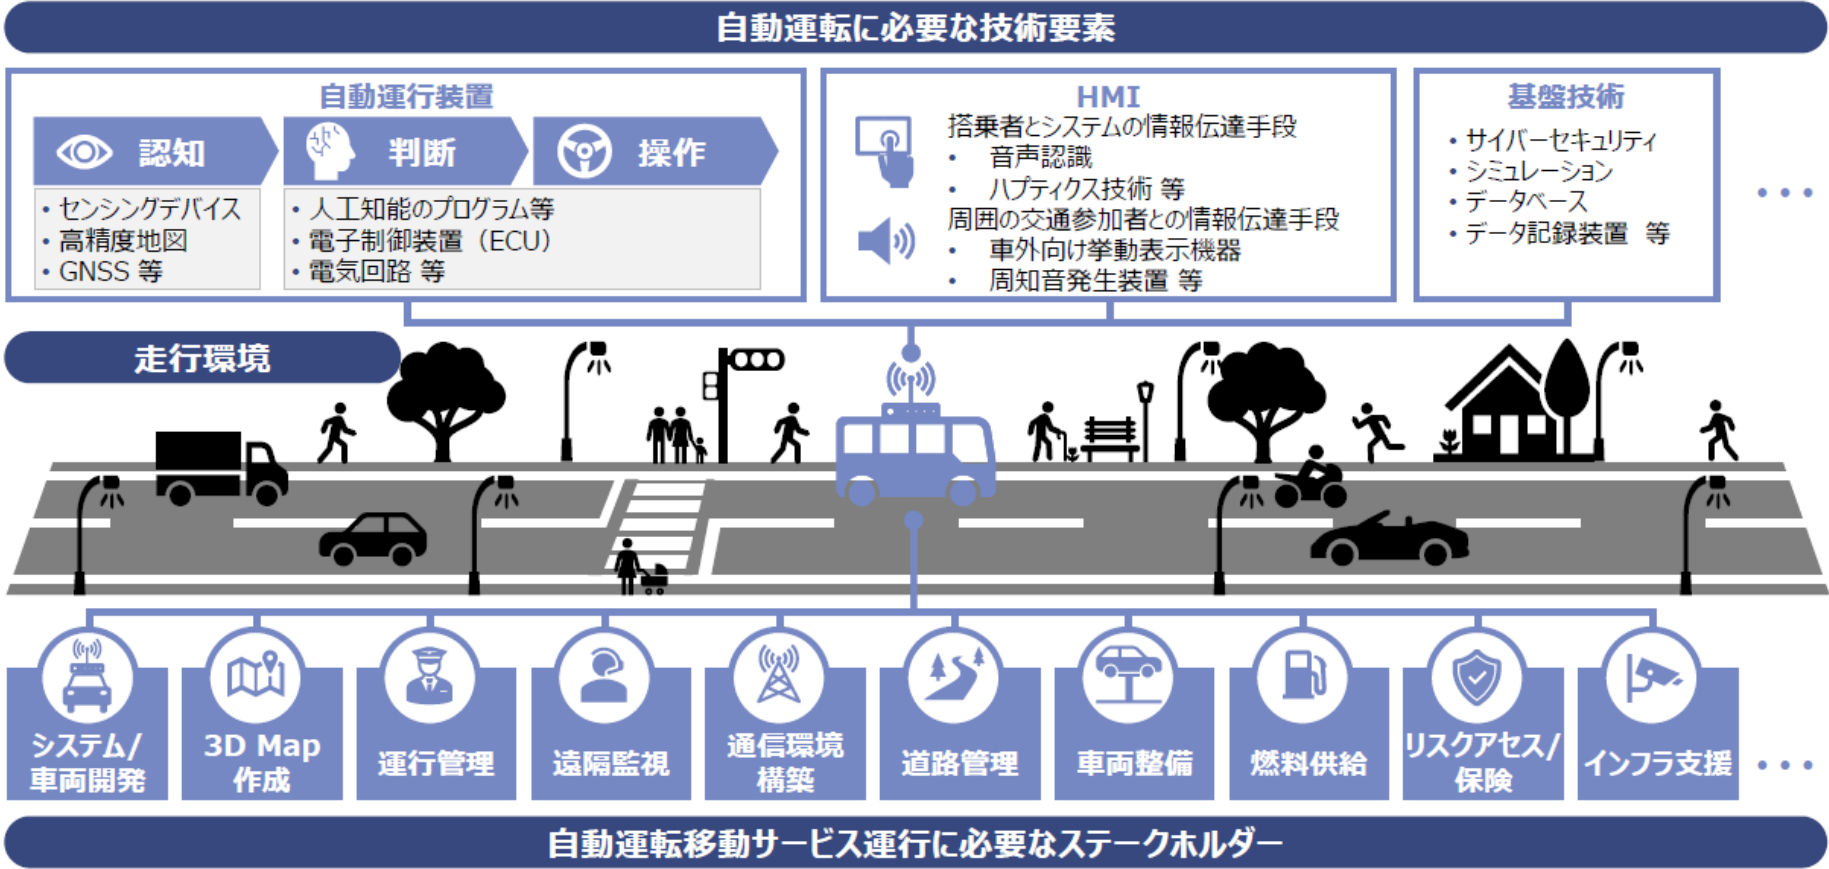 自動運転に必要な技術要素
自動運行装置
認知
判断
操作
• センシングデバイス
• 高精度地図
• GNSS 等
• 人工知能のプログラム等
• 電子制御装置（ECU）
• 電気回路 等
HMI
搭乗者とシステムの情報伝達手段
• 音声認識
• ハプティクス技術 等
周囲の交通参加者との情報伝達手段
• 車外向け挙動表示機器
• 周知音発生装置 等
基盤技術
• サイバーセキュリティ
• シミュレーション
• データベース
• データ記録装置 等
• • •
走行環境
システム/
車両開発
3D Map
作成
運行管理
遠隔監視
通信環境
構築
道路管理
車両整備
燃料供給
リスクアセス/
保険
インフラ支援
• • •
自動運転移動サービス運行に必要なステークホルダー